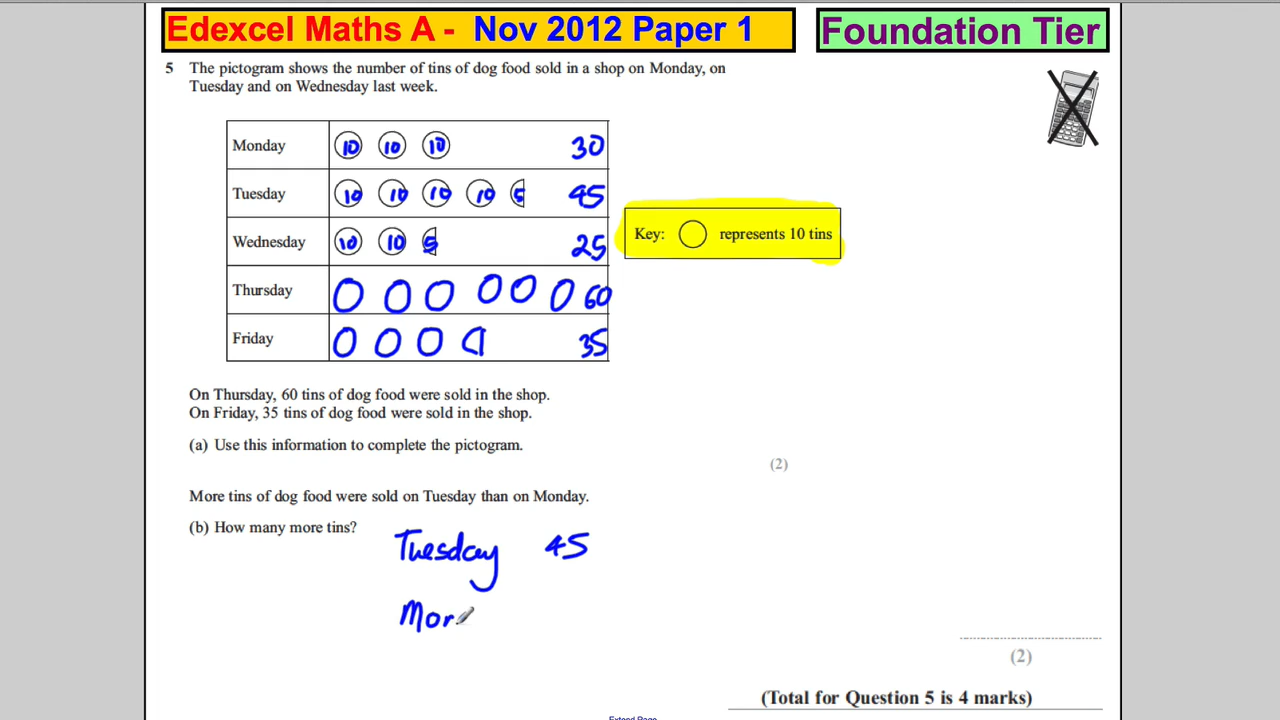 Edexcel Maths A - Nov 2012 Paper 1
Foundation Tier
5 The pictogram shows the number of tins of dog food sold in a shop on Monday, on
Tuesday and on Wednesday last week.
Monday 10 10 10 30
Tuesday 10 10 10 10 5 45
Wednesday 10 10 5 25
Key: represents 10 tins
Thursday 60
Friday 35
On Thursday, 60 tins of dog food were sold in the shop.
On Friday, 35 tins of dog food were sold in the shop.
(a) Use this information to complete the pictogram.
(2)
More tins of dog food were sold on Tuesday than on Monday.
(b) How many more tins?
Tuesday 45
Mor
(2)
(Total for Question 5 is 4 marks)
Extend Page